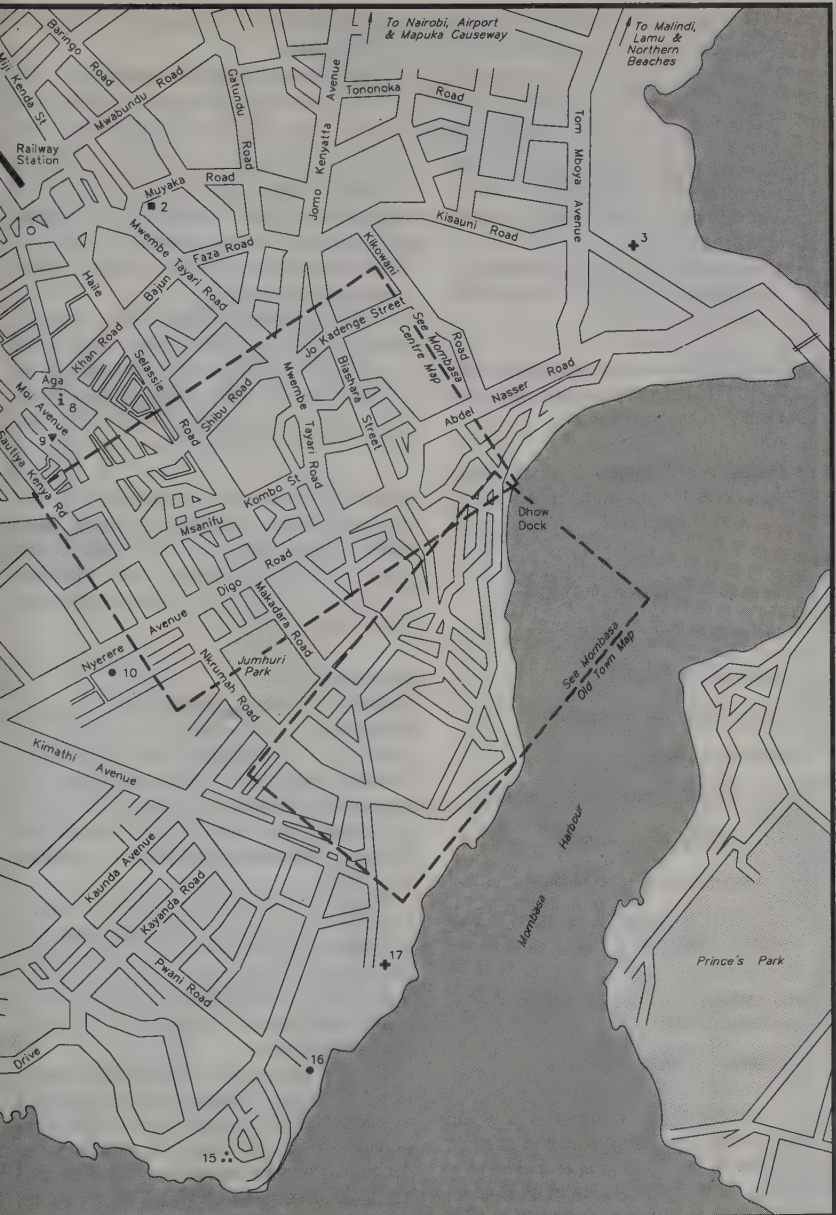 To Nairobi, Airport
& Mapuka Causeway
To Malindi,
Lamu &
Northern
Beaches
Baringo Road
Miji Kenda St
Mwabundu Road
Gatundu Road
Jomo Kenyatta Avenue
Tononoka Road
Tom Mboya Avenue
Railway
Station
Muyaka Road
2
Kisauni Road
3
Mwembe Tayari Road
Faza Road
Bajun
Kikowani Road
Haile Selassie Road
Jo Kadenge Street
See Mombasa
Centre Map
Aga Khan Road
i 8
Shibu Road
Mwembe Tayari Road
Biashara Street
Abdel Nasser Road
Moi Avenue
9
Sautiya Kenya Rd
Kombo St
Msanifu
Dhow
Dock
Digo Road
Makadara Road
Nyerere Avenue
10
Jumhuri
Park
Nkrumah Road
See Mombasa
Old Town Map
Kimathi Avenue
Mombasa Harbour
Kaunda Avenue
Kayanda Road
Pwani Road
17
Prince's Park
Drive
16
15